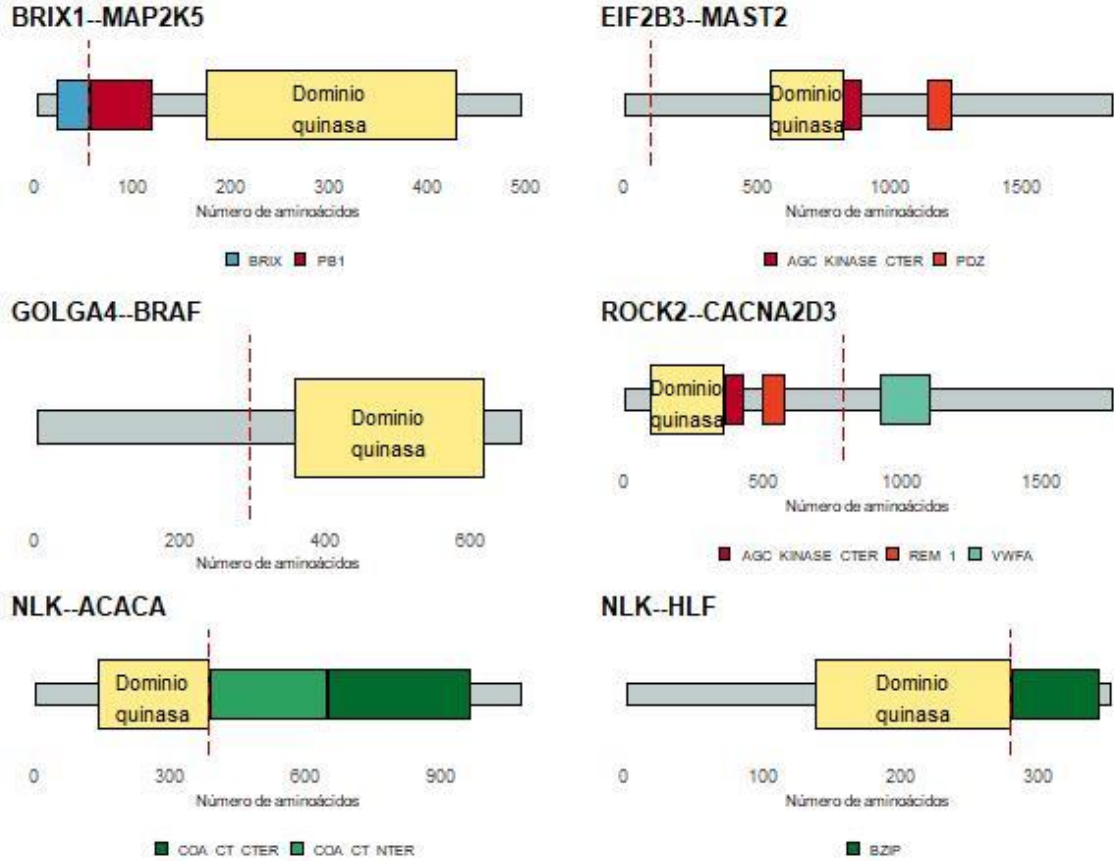 BRIX1--MAP2K5
Dominio
quinasa
0 100 200 300 400 500
Número de aminoácidos
BRIX PB1
EIF2B3--MAST2
Dominio
quinasa
0 500 1000 1500
Número de aminoácidos
AGC KINASE CTER PDZ
GOLGA4--BRAF
Dominio
quinasa
0 200 400 600
Número de aminoácidos
ROCK2--CACNA2D3
Dominio
quinasa
0 500 1000 1500
Número de aminoácidos
AGC KINASE CTER REM 1 VWFA
NLK--ACACA
Dominio
quinasa
0 300 600 900
Número de aminoácidos
COA CT CTER COA CT NTER
NLK--HLF
Dominio
quinasa
0 100 200 300
Número de aminoácidos
BZIP